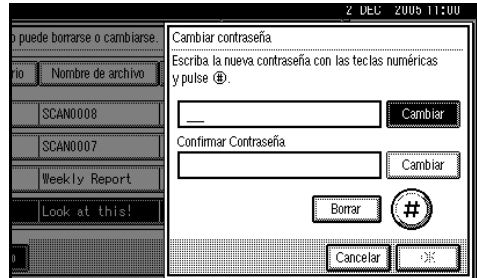 2 DEC 2005 11:00
o puede borrarse o cambiarse.
rio Nombre de archivo
SCAN0008
SCAN0007
Weekly Report
Look at this!
o
Cambiar contraseña
Escriba la nueva contraseña con las teclas numéricas
y pulse #.
Cambiar
Confirmar Contraseña
Cambiar
Borrar #
Cancelar OK